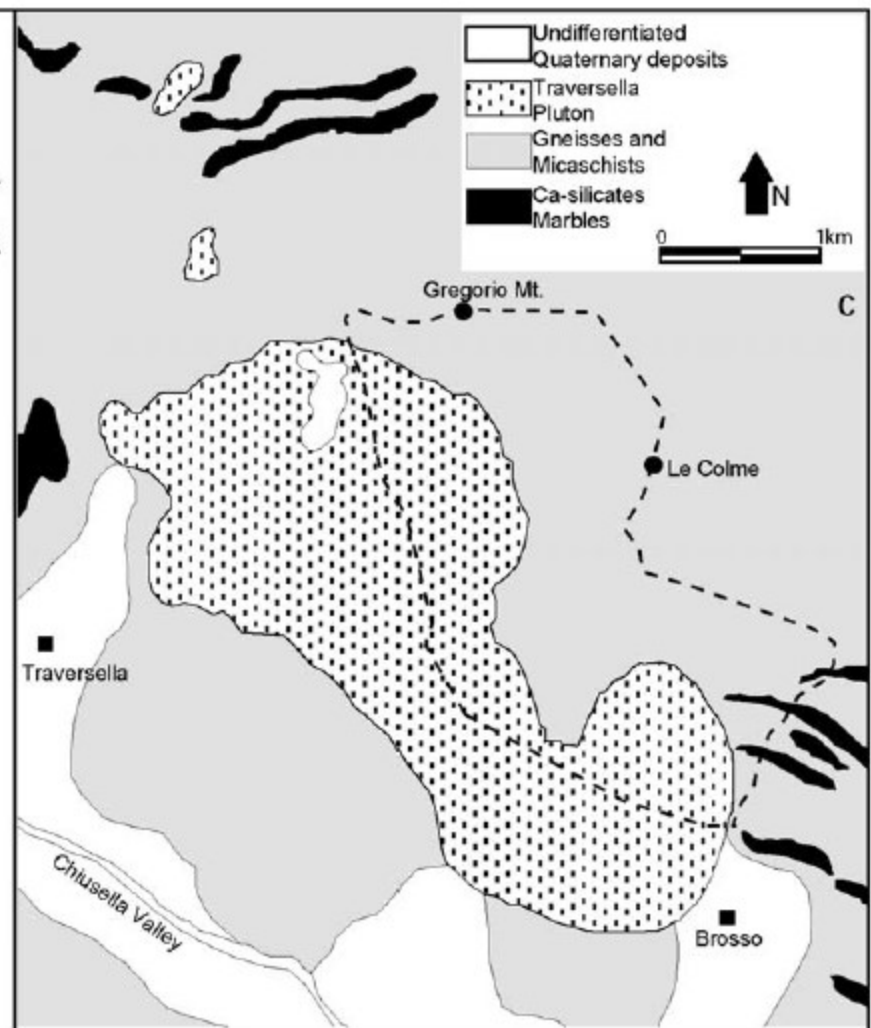 Undifferentiated
Quaternary deposits
Traversella
Pluton
Gneisses and
Micaschists
Ca-silicates
Marbles
N
0 1km
Gregorio Mt.
C
Le Colme
Traversella
Chiusella Valley
Brosso